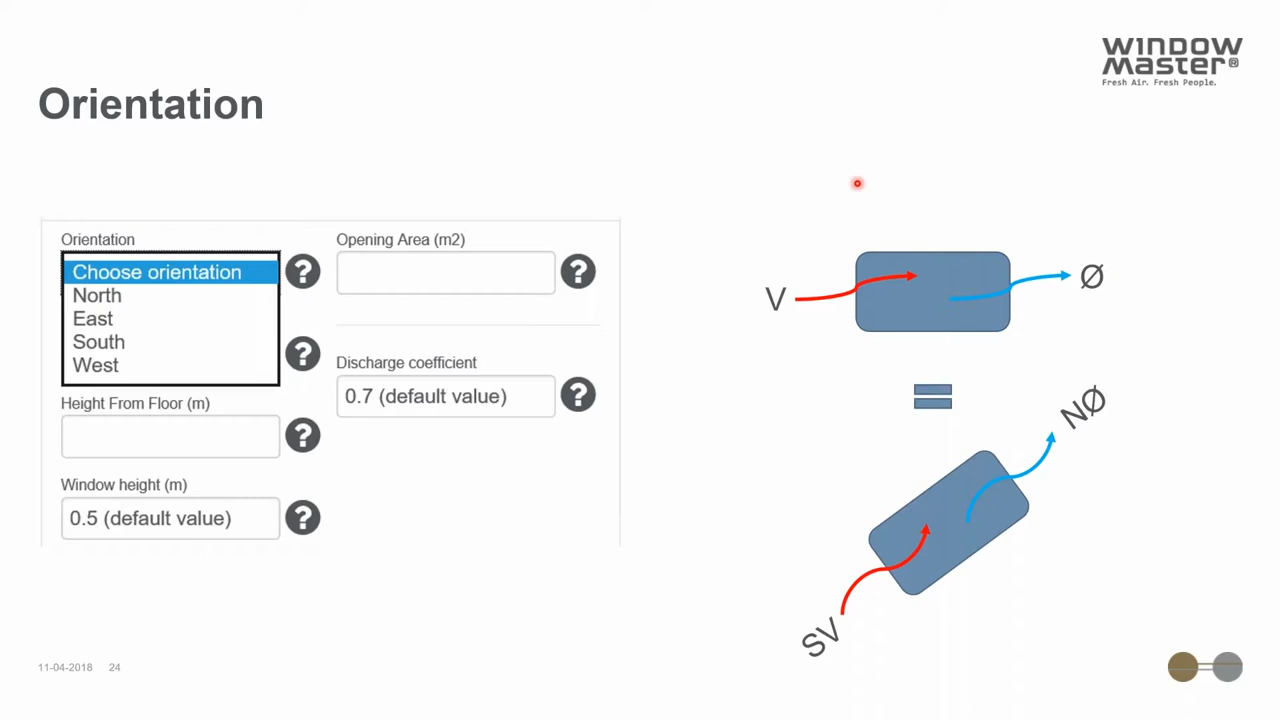 WINDOW
Master®
Fresh Air. Fresh People.
Orientation
Orientation
Choose orientation
North
East
South
West
Height From Floor (m)
Window height (m)
0.5 (default value)
Opening Area (m2)
Discharge coefficient
0.7 (default value)
?
?
?
?
?
?
V
Ø
NØ
SV
11-04-2018 24